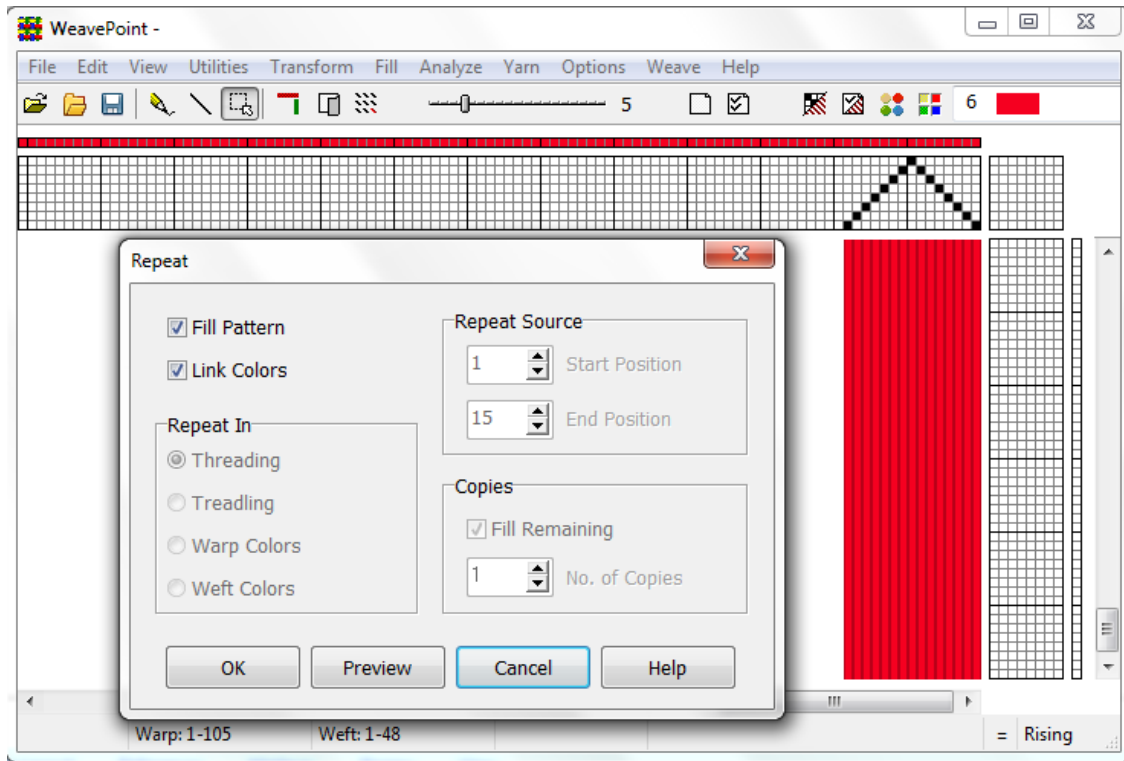 WeavePoint -
File Edit View Utilities Transform Fill Analyze Yarn Options Weave Help
5 6
Repeat
Fill Pattern
Link Colors
Repeat In
Threading
Treadling
Warp Colors
Weft Colors
Repeat Source
1 Start Position
15 End Position
Copies
Fill Remaining
1 No. of Copies
OK Preview Cancel Help
Warp: 1-105 Weft: 1-48 = Rising